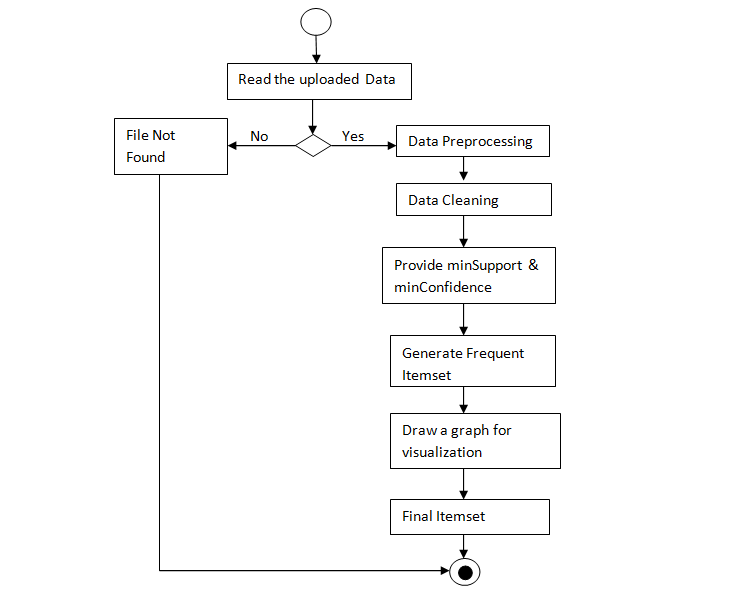 Read the uploaded Data
File Not
Found
No
Yes
Data Preprocessing
Data Cleaning
Provide minSupport &
minConfidence
Generate Frequent
Itemset
Draw a graph for
visualization
Final Itemset